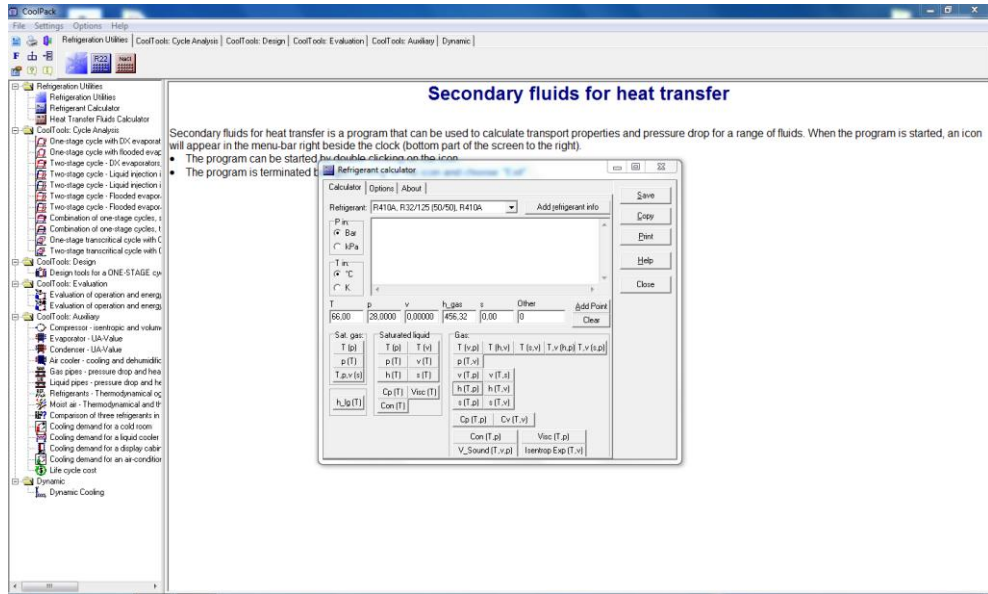 CoolPack
File Settings Options Help
Refrigeration Utilities CoolTools: Cycle Analysis CoolTools: Design CoolTools: Evaluation CoolTools: Auxiliary Dynamic
F
R22 NaCl
Refrigeration Utilities
Refrigeration Utilities
Refrigerant Calculator
Heat Transfer Fluids Calculator
CoolTools: Cycle Analysis
One-stage cycle with DX evaporat
One-stage cycle with flooded evap
Two-stage cycle - DX evaporators,
Two-stage cycle - Liquid injection i
Two-stage cycle - Liquid injection i
Two-stage cycle - Flooded evapor
Two-stage cycle - Flooded evapor
Combination of one-stage cycles, s
Combination of one-stage cycles, t
One-stage transcritical cycle with C
Two-stage transcritical cycle with C
CoolTools: Design
Design tools for a ONE-STAGE cy
CoolTools: Evaluation
Evaluation of operation and energy
Evaluation of operation and energy
CoolTools: Auxiliary
Compressor - isentropic and volum
Evaporator - UA-Value
Condenser - UA-Value
Air cooler - cooling and dehumidific
Gas pipes - pressure drop and hea
Liquid pipes - pressure drop and he
Refrigerants - Thermodynamical
Moist air - Thermodynamical and th
Comparison of three refrigerants in
Cooling demand for a cold room
Cooling demand for a liquid cooler
Cooling demand for a display cabin
Cooling demand for an air-condition
Life cycle cost
Dynamic
Dynamic Cooling
Secondary fluids for heat transfer
Secondary fluids for heat transfer is a program that can be used to calculate transport properties and pressure drop for a range of fluids. When the program is started, an icon
will appear in the menu-bar right beside the clock (bottom part of the screen to the right).
• The program can be started by double clicking on the icon
• The program is terminated b
Refrigerant calculator
Calculator Options About
Refrigerant: R410A, R32/125 (50/50), R410A Add refrigerant info
P in:
Bar
kPa
T in:
°C
K
T p v h_gas s Other Add Point
66,00 28,0000 0,00000 456,32 0,00 0 Clear
Sat. gas: Saturated liquid Gas:
T (p) T (p) T (v) T (v,p) T (h,v) T (s,v) T,v (h,p) T,v (s,p)
p (T) p (T) v (T) p (T,v)
T,p,v (s) h (T) s (T) v (T,p) v (T,s)
h (T,p) h (T,v)
h_lg (T) Cp (T) Visc (T) s (T,p) s (T,v)
Con (T) Cp (T,p) Cv (T,v)
Con (T,p) Visc (T,p)
V_Sound (T,v,p) Isentrop Exp (T,v)
Save
Copy
Print
Help
Close